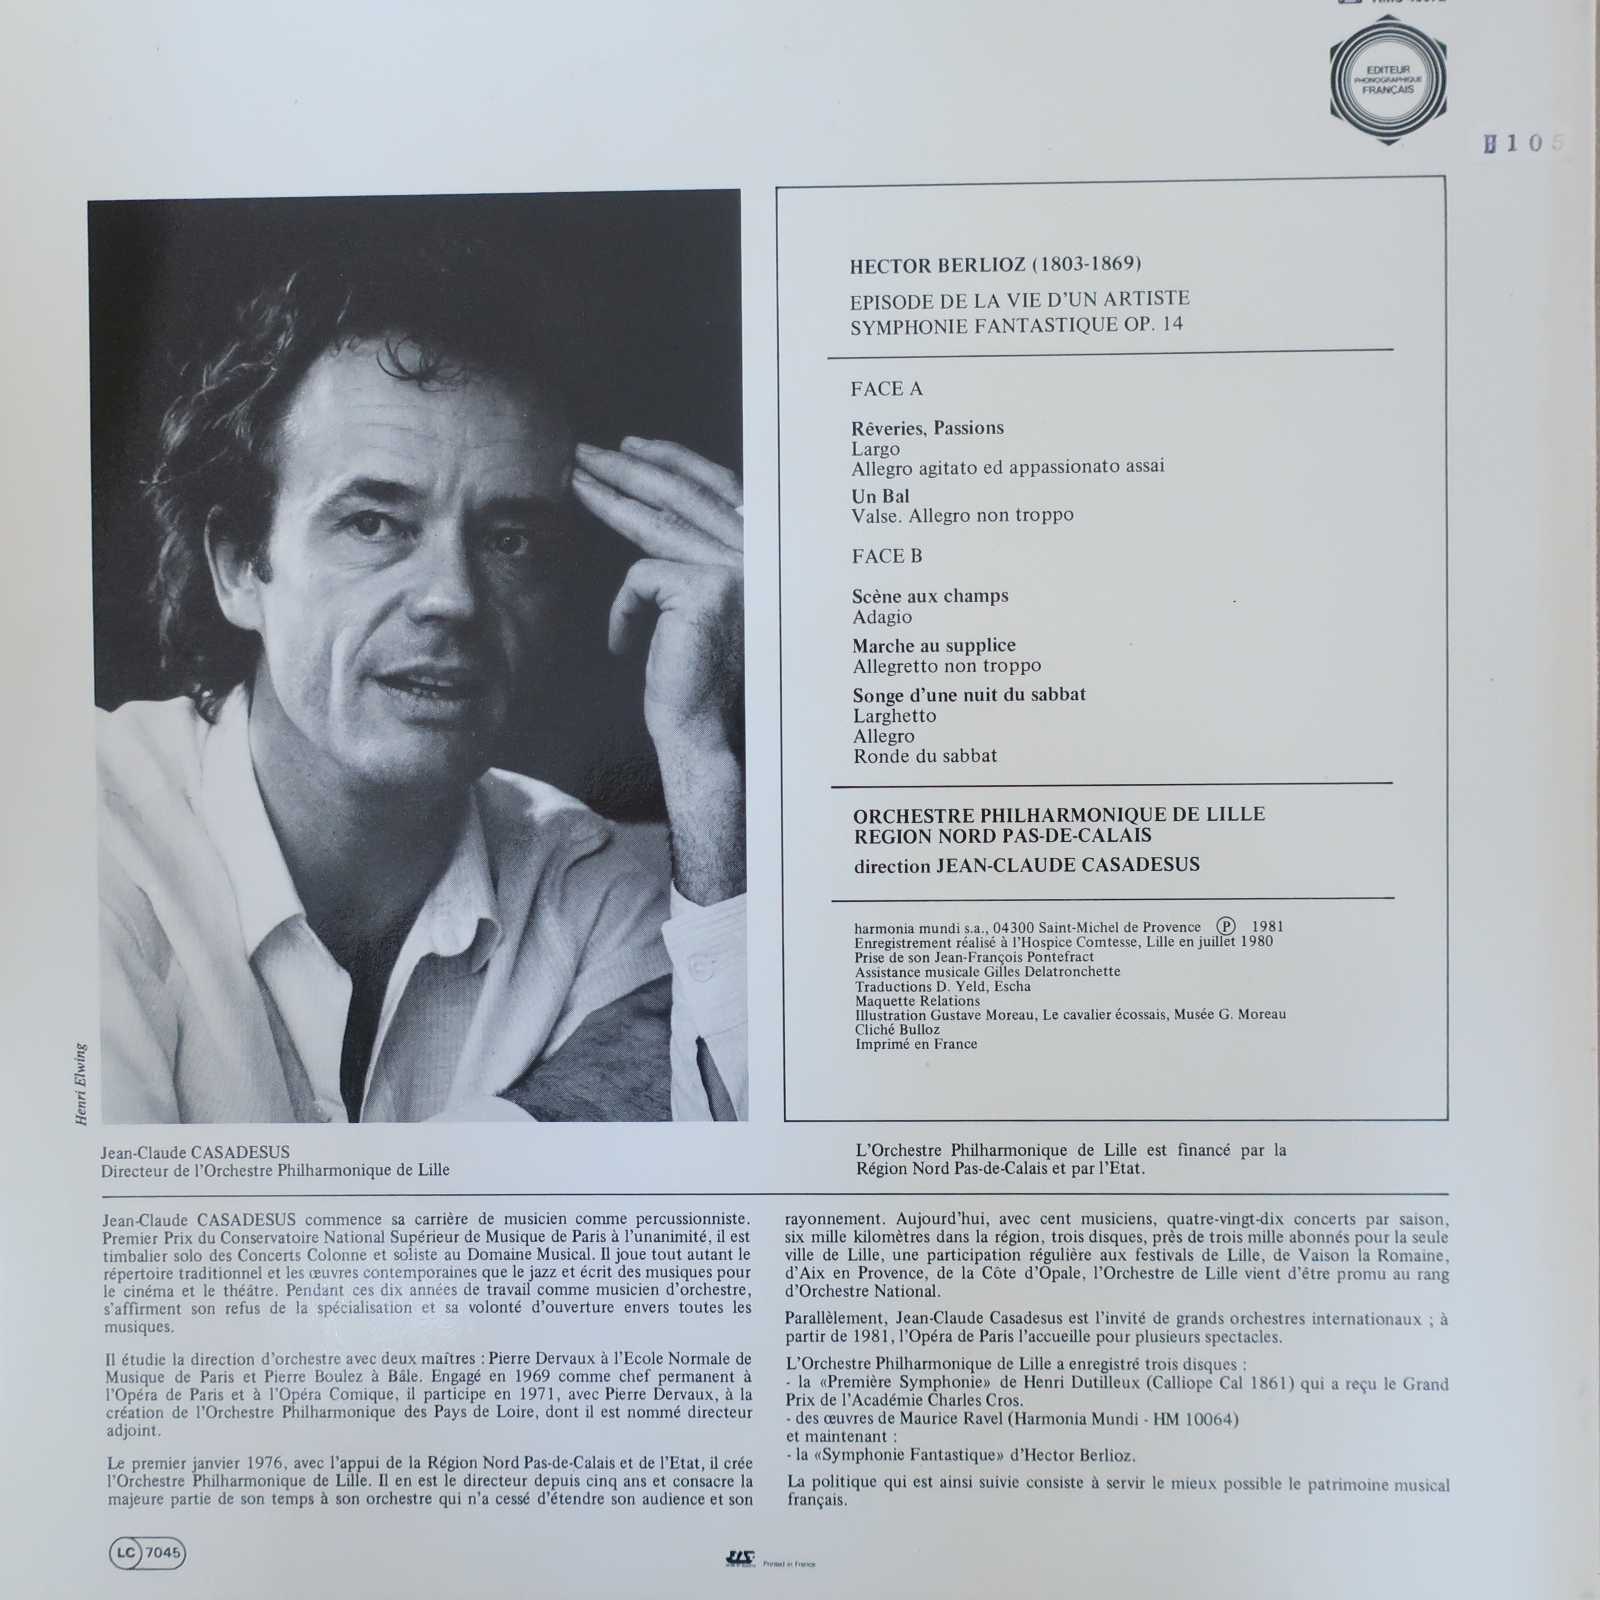 EDITEUR
PHONOGRAPHIQUE
FRANÇAIS
105
HECTOR BERLIOZ (1803-1869)
EPISODE DE LA VIE D'UN ARTISTE
SYMPHONIE FANTASTIQUE OP. 14
FACE A
Rêveries, Passions
Largo
Allegro agitato ed appassionato assai
Un Bal
Valse. Allegro non troppo
FACE B
Scène aux champs
Adagio
Marche au supplice
Allegretto non troppo
Songe d'une nuit du sabbat
Larghetto
Allegro
Ronde du sabbat
ORCHESTRE PHILHARMONIQUE DE LILLE
REGION NORD PAS-DE-CALAIS
direction JEAN-CLAUDE CASADESUS
harmonia mundi s.a., 04300 Saint-Michel de Provence Ⓟ 1981
Enregistrement réalisé à l'Hospice Comtesse, Lille en juillet 1980
Prise de son Jean-François Pontefract
Assistance musicale Gilles Delatronchette
Traductions D. Yeld, Escha
Maquette Relations
Illustration Gustave Moreau, Le cavalier écossais, Musée G. Moreau
Cliché Bulloz
Imprimé en France
Henri Elwing
Jean-Claude CASADESUS
Directeur de l'Orchestre Philharmonique de Lille
L'Orchestre Philharmonique de Lille est financé par la
Région Nord Pas-de-Calais et par l'Etat.
Jean-Claude CASADESUS commence sa carrière de musicien comme percussionniste.
Premier Prix du Conservatoire National Supérieur de Musique de Paris à l'unanimité, il est
timbalier solo des Concerts Colonne et soliste au Domaine Musical. Il joue tout autant le
répertoire traditionnel et les œuvres contemporaines que le jazz et écrit des musiques pour
le cinéma et le théâtre. Pendant ces dix années de travail comme musicien d'orchestre,
s'affirment son refus de la spécialisation et sa volonté d'ouverture envers toutes les
musiques.
Il étudie la direction d'orchestre avec deux maîtres : Pierre Dervaux à l'Ecole Normale de
Musique de Paris et Pierre Boulez à Bâle. Engagé en 1969 comme chef permanent à
l'Opéra de Paris et à l'Opéra Comique, il participe en 1971, avec Pierre Dervaux, à la
création de l'Orchestre Philharmonique des Pays de Loire, dont il est nommé directeur
adjoint.
Le premier janvier 1976, avec l'appui de la Région Nord Pas-de-Calais et de l'Etat, il crée
l'Orchestre Philharmonique de Lille. Il en est le directeur depuis cinq ans et consacre la
majeure partie de son temps à son orchestre qui n'a cessé d'étendre son audience et son
rayonnement. Aujourd'hui, avec cent musiciens, quatre-vingt-dix concerts par saison,
six mille kilomètres dans la région, trois disques, près de trois mille abonnés pour la seule
ville de Lille, une participation régulière aux festivals de Lille, de Vaison la Romaine,
d'Aix en Provence, de la Côte d'Opale, l'Orchestre de Lille vient d'être promu au rang
d'Orchestre National.
Parallèlement, Jean-Claude Casadesus est l'invité de grands orchestres internationaux ; à
partir de 1981, l'Opéra de Paris l'accueille pour plusieurs spectacles.
L'Orchestre Philharmonique de Lille a enregistré trois disques :
- la «Première Symphonie» de Henri Dutilleux (Calliope Cal 1861) qui a reçu le Grand
Prix de l'Académie Charles Cros.
- des œuvres de Maurice Ravel (Harmonia Mundi - HM 10064)
et maintenant :
- la «Symphonie Fantastique» d'Hector Berlioz.
La politique qui est ainsi suivie consiste à servir le mieux possible le patrimoine musical
français.
LC 7045
Printed in France